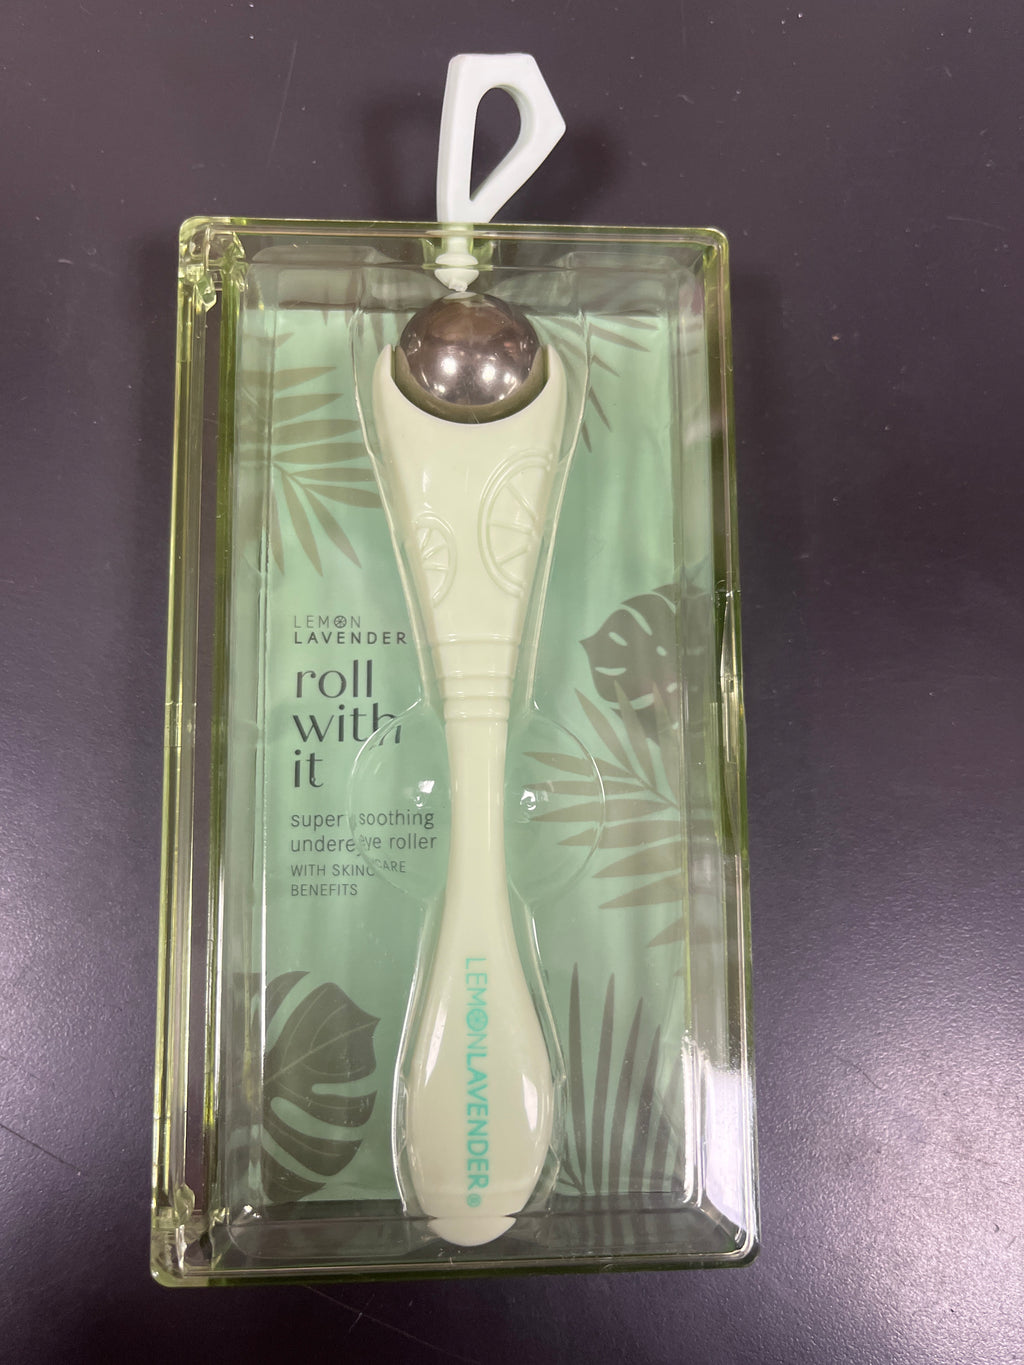 LEMON
LAVENDER
roll
with
it
super soothing
undereye roller
WITH SKINCARE
BENEFITS
LEMONLAVENDER®